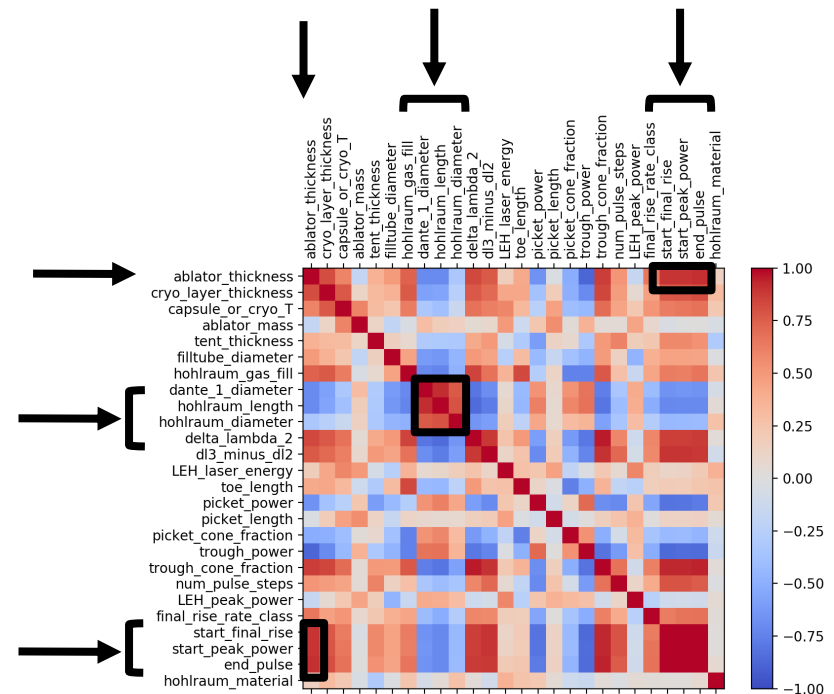 ablator_thickness
cryo_layer_thickness
capsule_or_cryo_T
ablator_mass
tent_thickness
filltube_diameter
hohlraum_gas_fill
dante_1_diameter
hohlraum_length
hohlraum_diameter
delta_lambda_2
dl3_minus_dl2
LEH_laser_energy
toe_length
picket_power
picket_length
picket_cone_fraction
trough_power
trough_cone_fraction
num_pulse_steps
LEH_peak_power
final_rise_rate_class
start_final_rise
start_peak_power
end_pulse
hohlraum_material
ablator_thickness
cryo_layer_thickness
capsule_or_cryo_T
ablator_mass
tent_thickness
filltube_diameter
hohlraum_gas_fill
dante_1_diameter
hohlraum_length
hohlraum_diameter
delta_lambda_2
dl3_minus_dl2
LEH_laser_energy
toe_length
picket_power
picket_length
picket_cone_fraction
trough_power
trough_cone_fraction
num_pulse_steps
LEH_peak_power
final_rise_rate_class
start_final_rise
start_peak_power
end_pulse
hohlraum_material
1.00
0.75
0.50
0.25
0.00
−0.25
−0.50
−0.75
−1.00